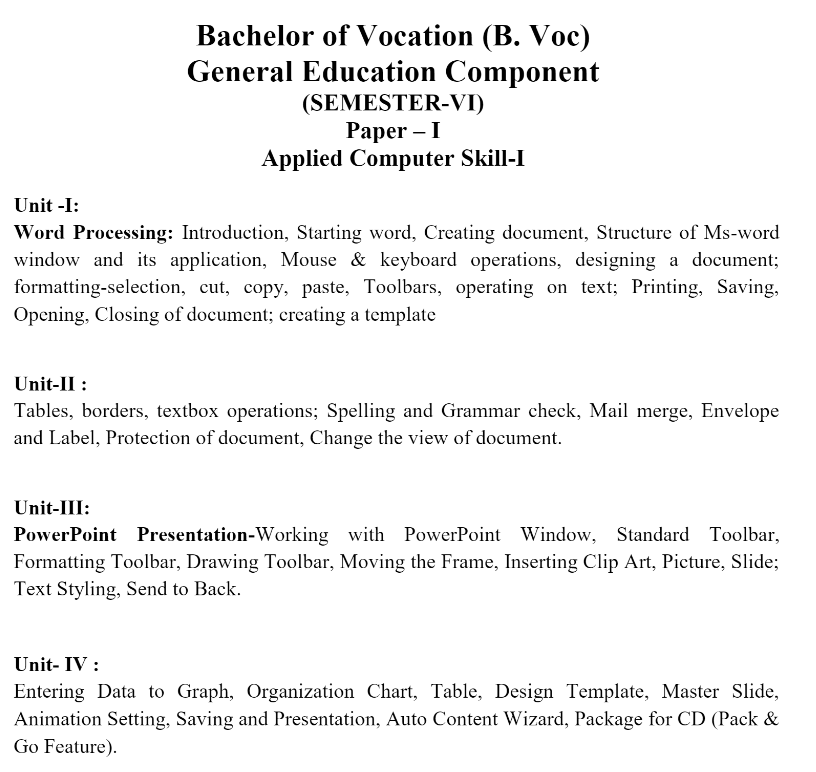 Bachelor of Vocation (B. Voc)
General Education Component
(SEMESTER-VI)
Paper – I
Applied Computer Skill-I
Unit -I:
Word Processing: Introduction, Starting word, Creating document, Structure of Ms-word
window and its application, Mouse & keyboard operations, designing a document;
formatting-selection, cut, copy, paste, Toolbars, operating on text; Printing, Saving,
Opening, Closing of document; creating a template
Unit-II :
Tables, borders, textbox operations; Spelling and Grammar check, Mail merge, Envelope
and Label, Protection of document, Change the view of document.
Unit-III:
PowerPoint Presentation-Working with PowerPoint Window, Standard Toolbar,
Formatting Toolbar, Drawing Toolbar, Moving the Frame, Inserting Clip Art, Picture, Slide;
Text Styling, Send to Back.
Unit- IV :
Entering Data to Graph, Organization Chart, Table, Design Template, Master Slide,
Animation Setting, Saving and Presentation, Auto Content Wizard, Package for CD (Pack &
Go Feature).